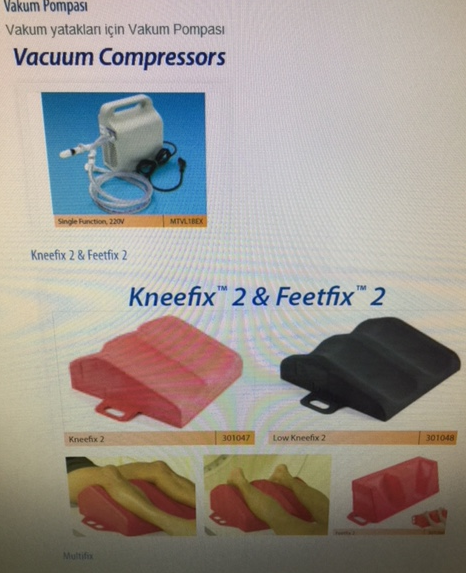 Vakum Pompası
Vakum yatakları için Vakum Pompası
Vacuum Compressors
Single Function, 220V MTVL18EX
Kneefix 2 & Feetfix 2
Kneefix™ 2 & Feetfix™ 2
Kneefix 2 301047
Low Kneefix 2 301048
Multifix